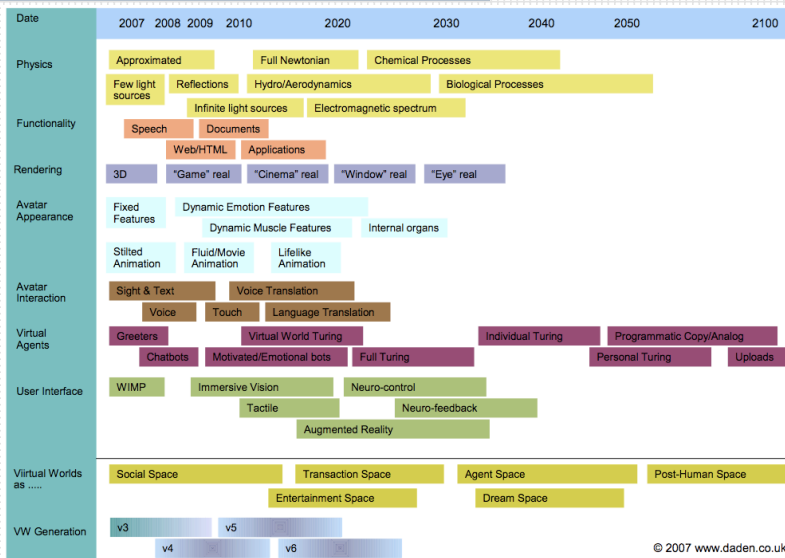 Date
2007 2008 2009 2010 2020 2030 2040 2050 2100
Physics
Approximated Full Newtonian Chemical Processes
Few light
sources
Reflections Hydro/Aerodynamics Biological Processes
Infinite light sources Electromagnetic spectrum
Functionality
Speech Documents
Web/HTML Applications
Rendering
3D "Game" real "Cinema" real "Window" real "Eye" real
Avatar
Appearance
Fixed
Features
Dynamic Emotion Features
Dynamic Muscle Features Internal organs
Stilted
Animation
Fluid/Movie
Animation
Lifelike
Animation
Avatar
Interaction
Sight & Text Voice Translation
Voice Touch Language Translation
Virtual
Agents
Greeters Virtual World Turing Individual Turing Programmatic Copy/Analog
Chatbots Motivated/Emotional bots Full Turing Personal Turing Uploads
User Interface
WIMP Immersive Vision Neuro-control
Tactile Neuro-feedback
Augmented Reality
Viirtual Worlds
as .....
Social Space Transaction Space Agent Space Post-Human Space
Entertainment Space Dream Space
VW Generation
v3 v5
v4 v6
© 2007 www.daden.co.uk